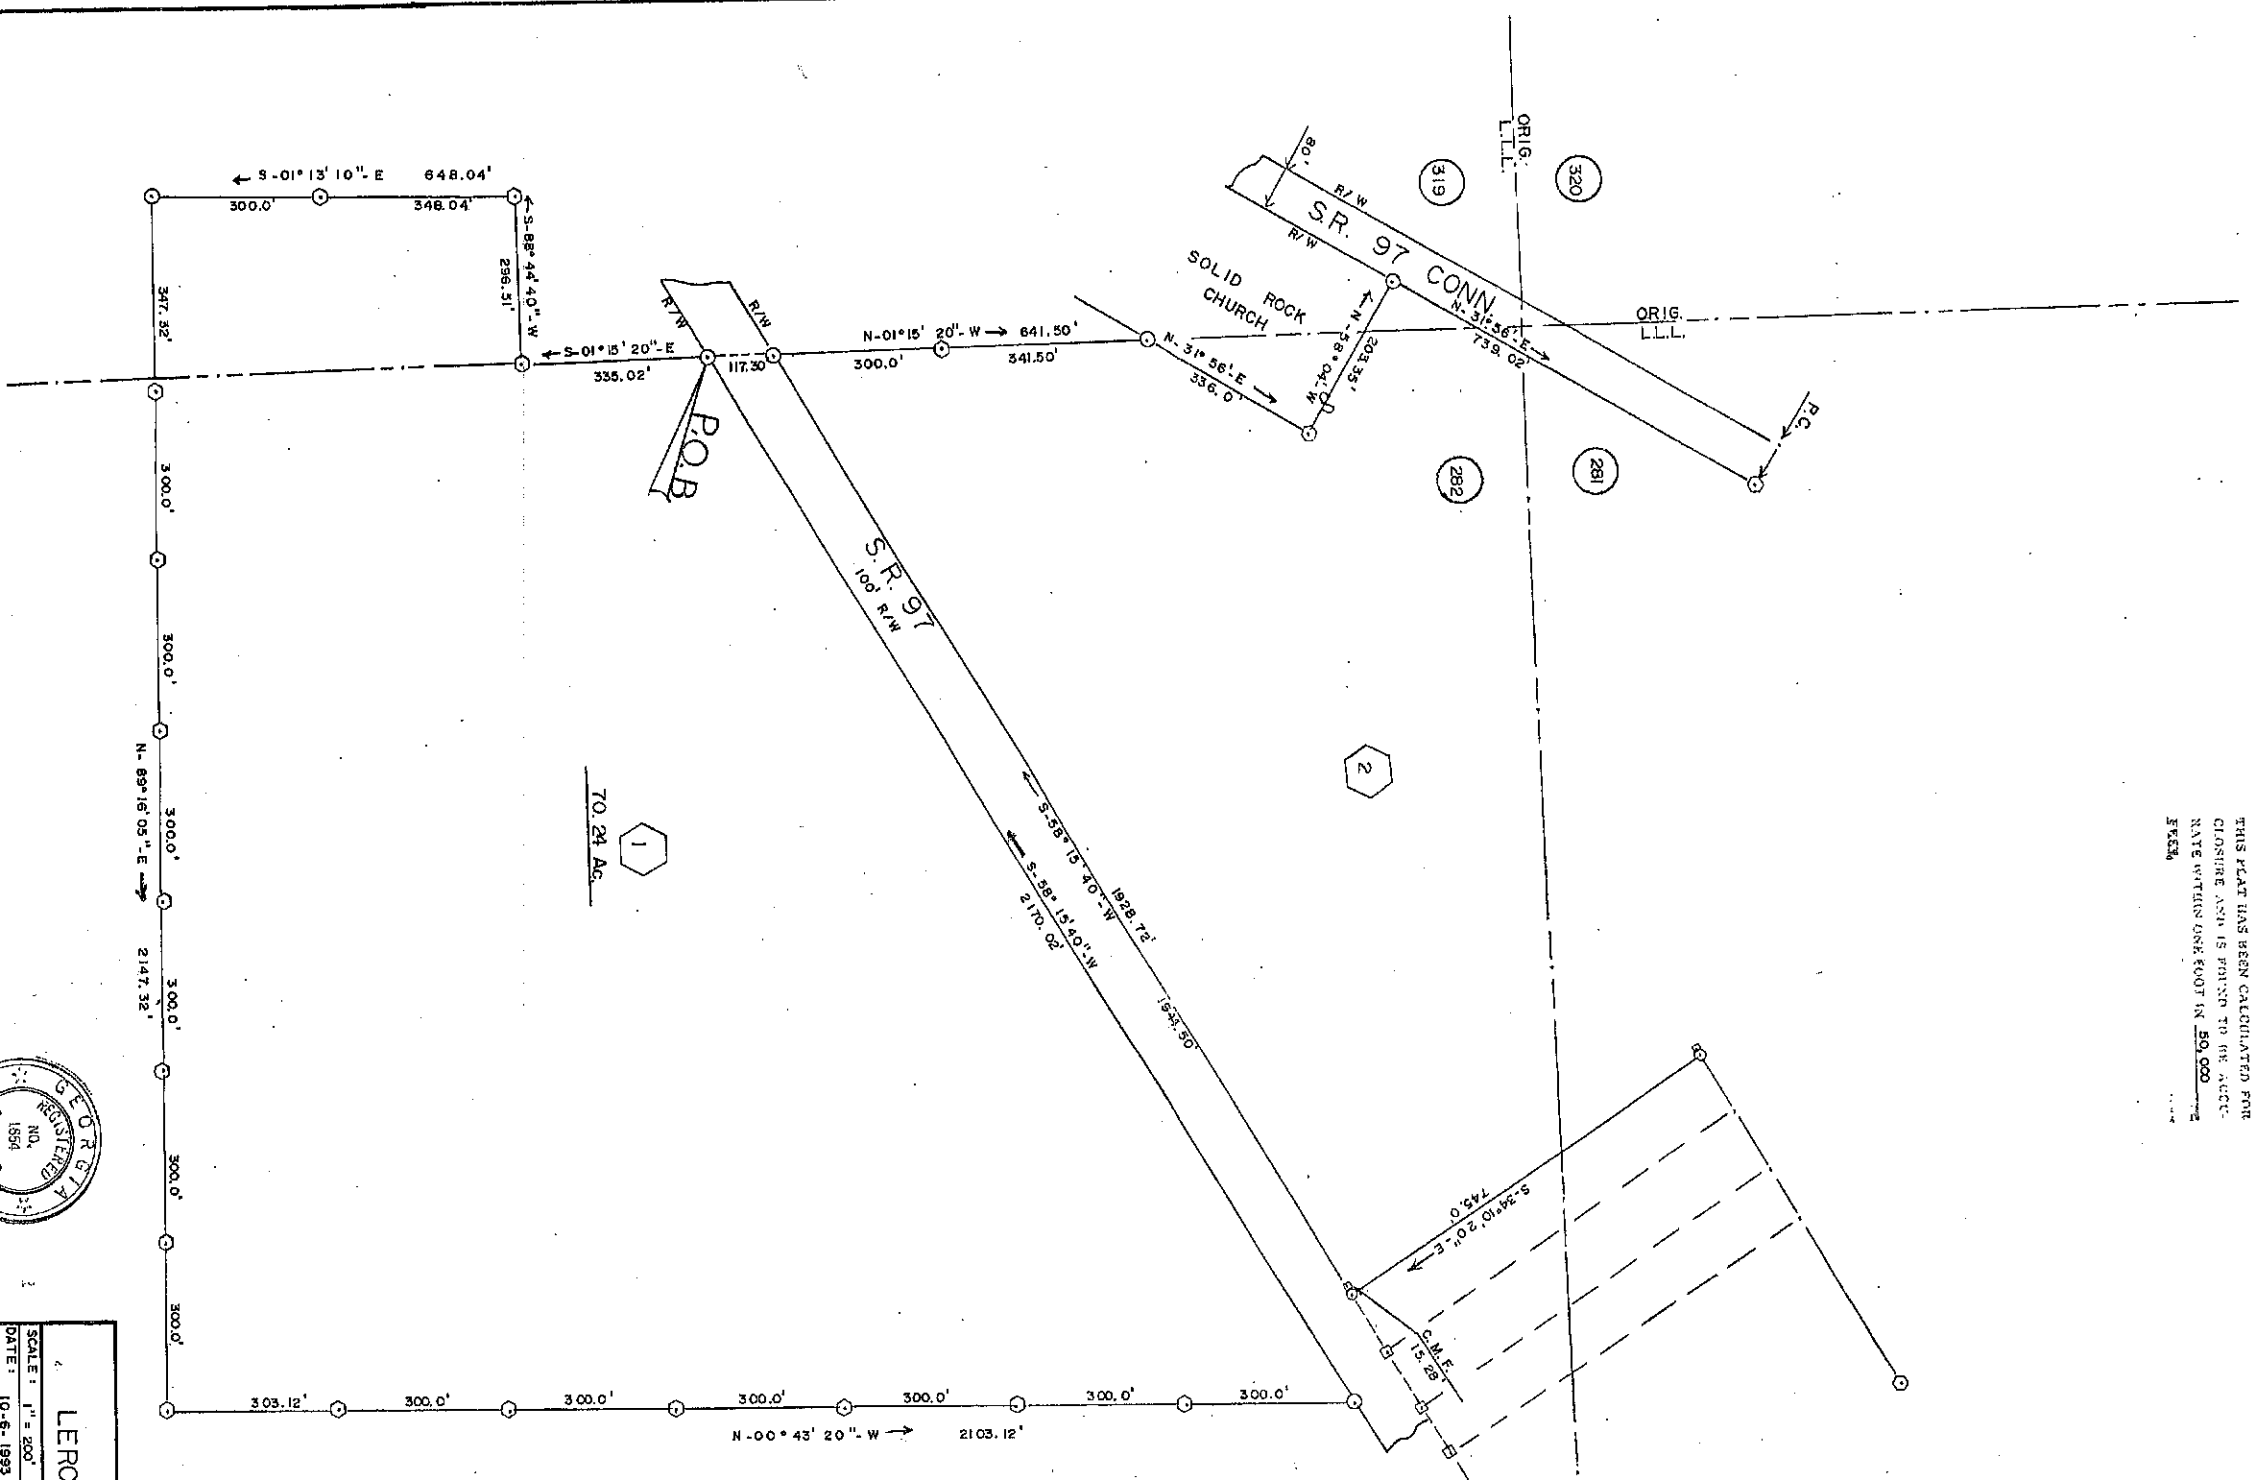 THIS PLAT HAS BEEN CALCULATED FOR
CLOSURE AND IS FOUND TO BE ACCU-
RATE WITHIN ONE FOOT IN 50,000
FEET.
ORIG.
L.L.L.
319
320
80'
R/W
S.R. 97 CONN.
R/W
SOLID ROCK
CHURCH
N-31°56'-E
739.02'
ORIG.
L.L.L.
P.C.
N-58°04'-W
203.35'
N-31°56'-E
336.0'
282
281
S-01°13'10"-E 648.04'
300.0'
348.04'
S-88°44'40"-W
296.51'
347.32'
S-01°15'20"-E
335.02'
117.30'
R/W
R/W
N-01°15'20"-W 641.50'
300.0'
341.50'
P.O.B.
S.R. 97
100' R/W
1
70.24 Ac.
2
S-58°15'40"-W
1928.72'
S-58°15'40"-W
2170.02'
1944.50'
S-34°10'20"-E
745.0'
C.M.F.
15.28'
300.0'
300.0'
300.0'
300.0'
300.0'
300.0'
N-89°16'05"-E
2147.32'
303.12'
300.0'
300.0'
300.0'
300.0'
300.0'
300.0'
N-00°43'20"-W 2103.12'
GEORGIA
REGISTERED
NO.
1654
LERO
SCALE: 1" = 200'
DATE: 10-6-1993